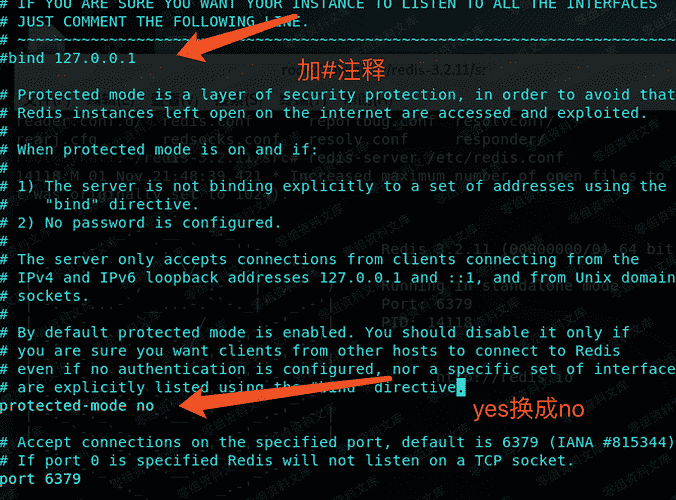 # IF YOU ARE SURE YOU WANT YOUR INSTANCE TO LISTEN TO ALL THE INTERFACES
# JUST COMMENT THE FOLLOWING LINE.
# ~~~~~~~~~~~~~~~~~~~~~~~~~~~~~~~~~~~~~~~~~~~~~~~~~~~~~~~~~~~~~~~~~~~~~~~~
#bind 127.0.0.1
加#注释
# Protected mode is a layer of security protection, in order to avoid that
# Redis instances left open on the internet are accessed and exploited.
#
# When protected mode is on and if:
#
# 1) The server is not binding explicitly to a set of addresses using the
#    "bind" directive.
# 2) No password is configured.
#
# The server only accepts connections from clients connecting from the
# IPv4 and IPv6 loopback addresses 127.0.0.1 and ::1, and from Unix domain
# sockets.
#
# By default protected mode is enabled. You should disable it only if
# you are sure you want clients from other hosts to connect to Redis
# even if no authentication is configured, nor a specific set of interface
# are explicitly listed using the "bind" directive.
protected-mode no
yes换成no
# Accept connections on the specified port, default is 6379 (IANA #815344)
# If port 0 is specified Redis will not listen on a TCP socket.
port 6379